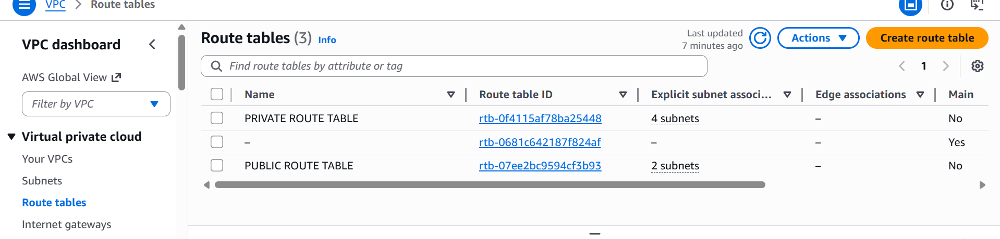 VPC > Route tables
VPC dashboard
AWS Global View
Filter by VPC
Virtual private cloud
Your VPCs
Subnets
Route tables
Internet gateways
Route tables (3) Info
Last updated
7 minutes ago
Actions
Create route table
Find route tables by attribute or tag
1
Name Route table ID Explicit subnet associ... Edge associations Main
PRIVATE ROUTE TABLE rtb-0f4115af78ba25448 4 subnets – No
– rtb-0681c642187f824af – – Yes
PUBLIC ROUTE TABLE rtb-07ee2bc9594cf3b93 2 subnets – No